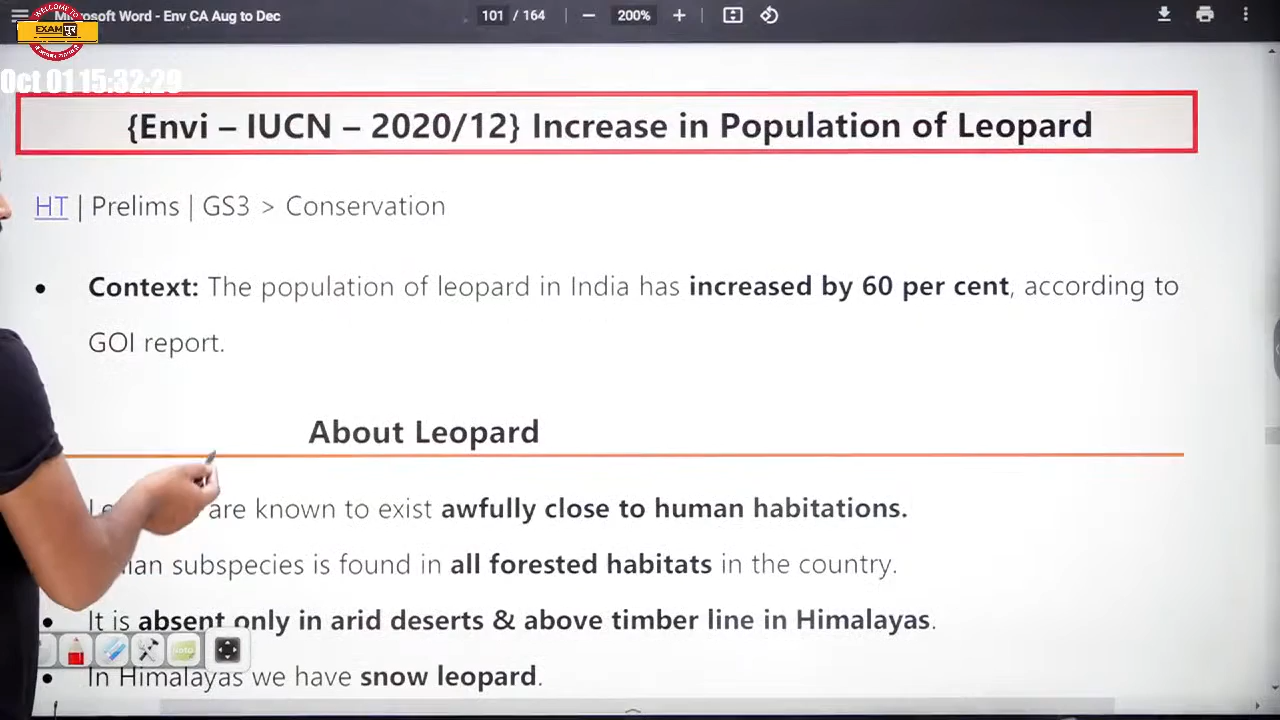 Microsoft Word - Env CA Aug to Dec
101 / 164
200%
WELCOME TO
EXAM पुर
Oct 01 15:32:29
{Envi – IUCN – 2020/12} Increase in Population of Leopard
HT | Prelims | GS3 > Conservation
• Context: The population of leopard in India has increased by 60 per cent, according to
GOI report.
About Leopard
are known to exist awfully close to human habitations.
subspecies is found in all forested habitats in the country.
• It is absent only in arid deserts & above timber line in Himalayas.
• In Himalayas we have snow leopard.